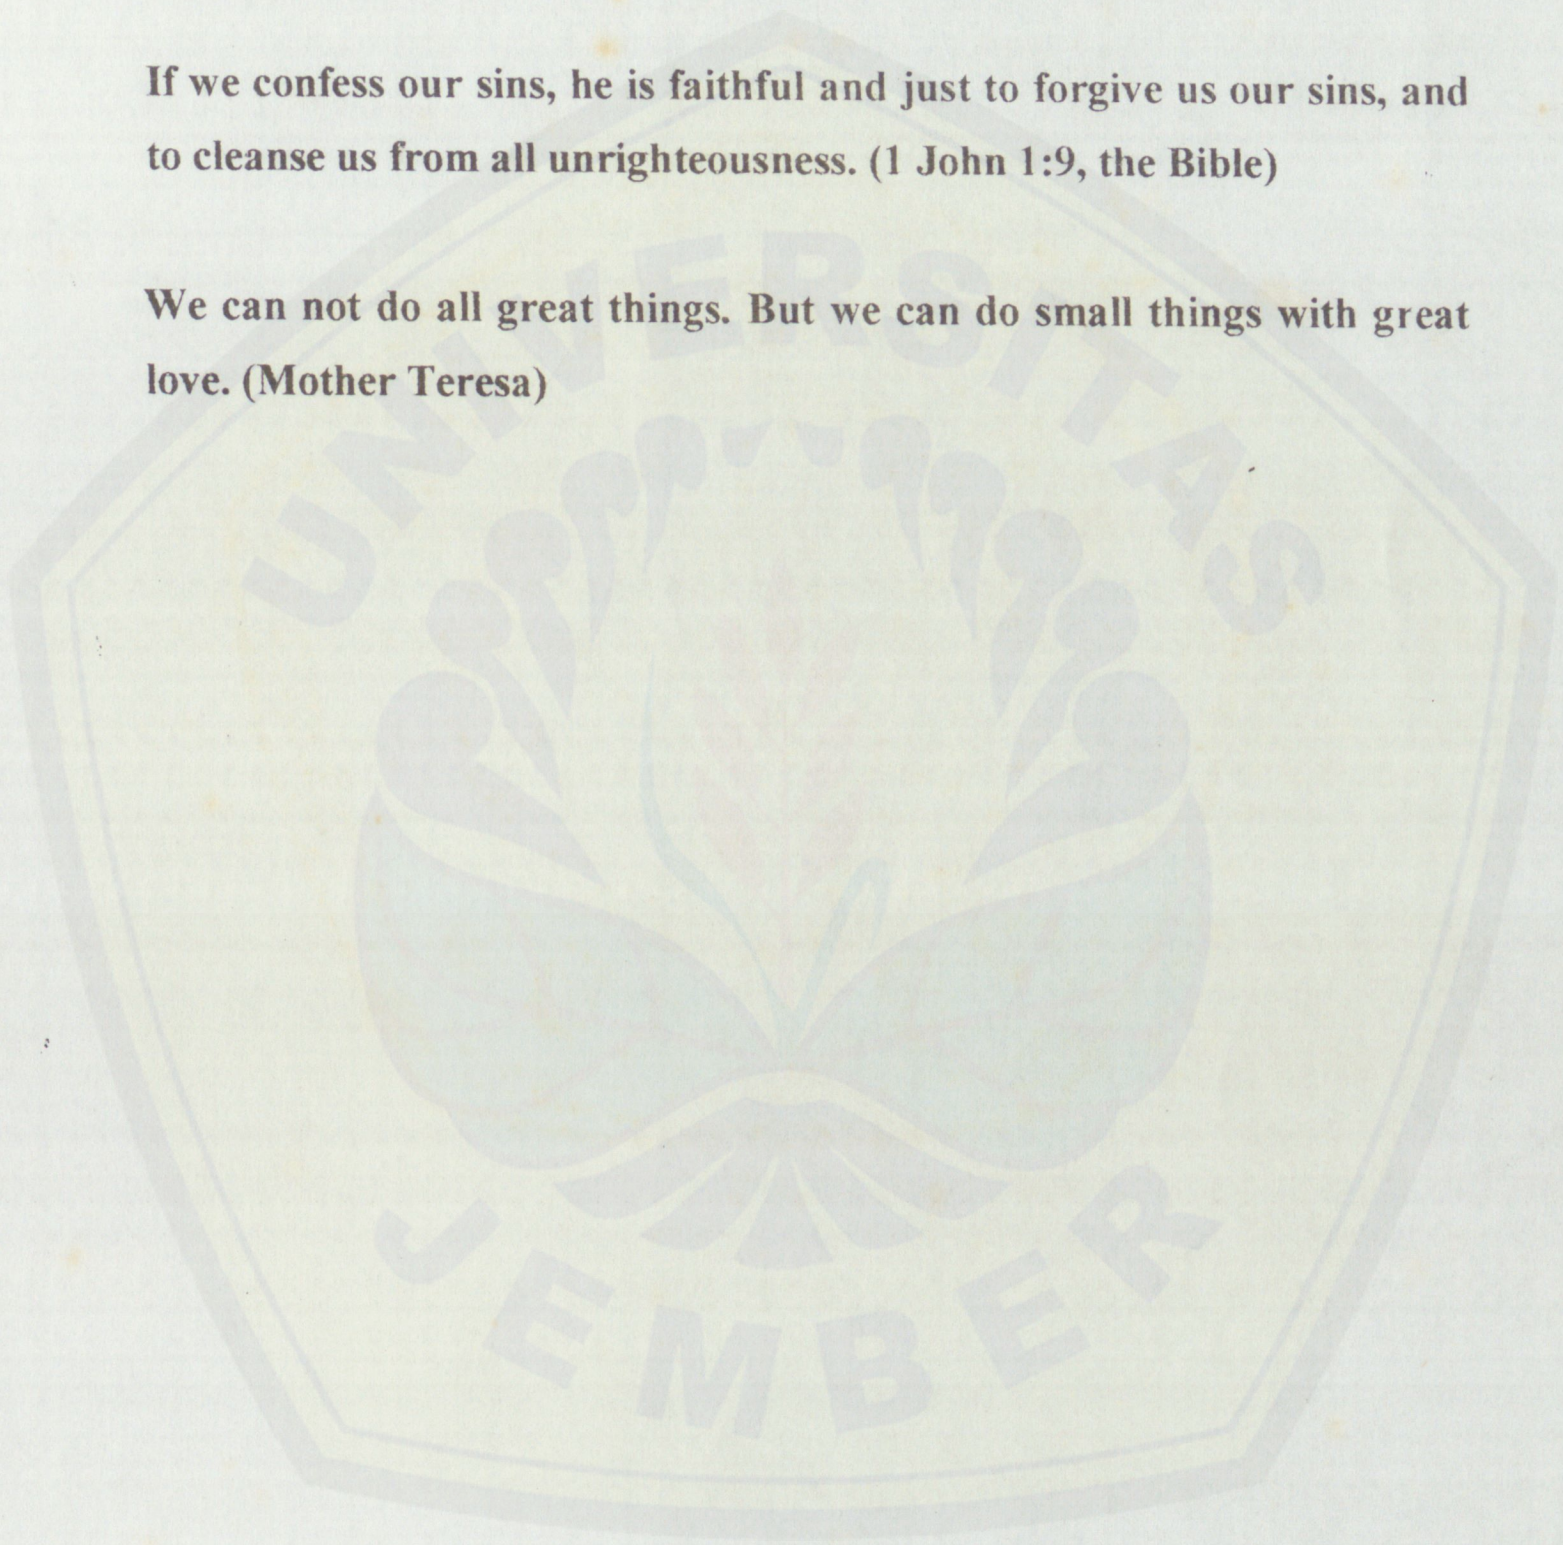 If we confess our sins, he is faithful and just to forgive us our sins, and
to cleanse us from all unrighteousness. (1 John 1:9, the Bible)
We can not do all great things. But we can do small things with great
love. (Mother Teresa)
UNIVERSITAS
JEMBER